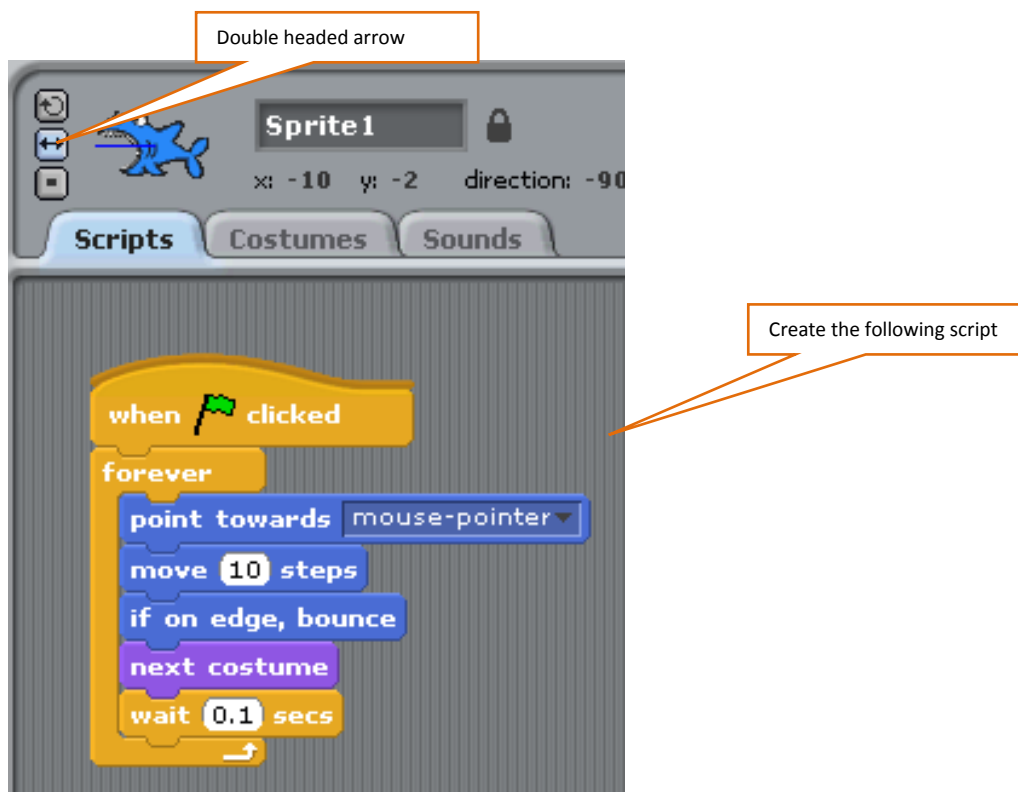 Double headed arrow
Sprite1
x: -10 y: -2 direction: -90
Scripts Costumes Sounds
Create the following script
when clicked
forever
point towards mouse-pointer
move 10 steps
if on edge, bounce
next costume
wait 0.1 secs